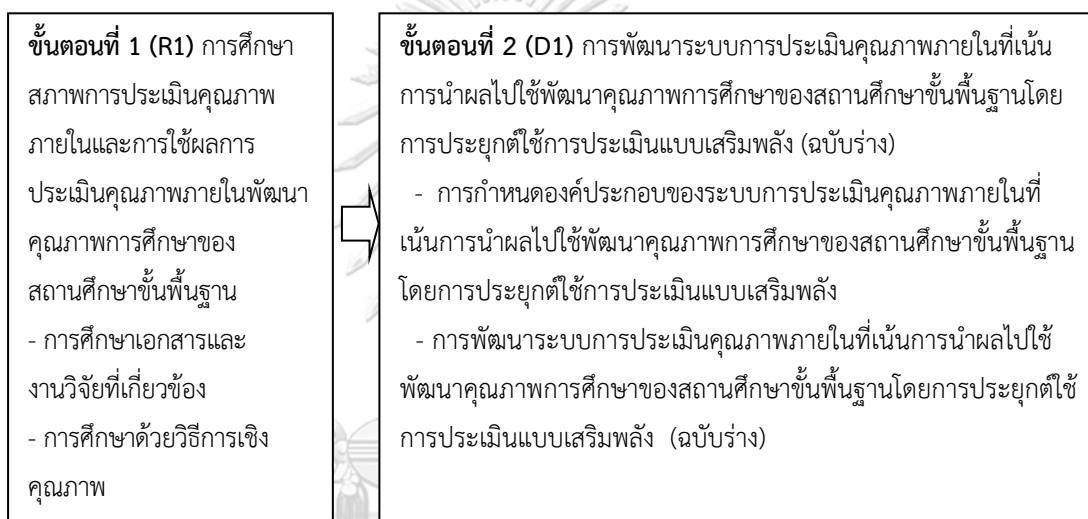 ขั้นตอนที่ 1 (R1) การศึกษา
สภาพการประเมินคุณภาพ
ภายในและการใช้ผลการ
ประเมินคุณภาพภายในพัฒนา
คุณภาพการศึกษาของ
สถานศึกษาขั้นพื้นฐาน
- การศึกษาเอกสารและ
งานวิจัยที่เกี่ยวข้อง
- การศึกษาด้วยวิธีการเชิง
คุณภาพ
ขั้นตอนที่ 2 (D1) การพัฒนาระบบการประเมินคุณภาพภายในที่เน้น
การนำผลไปใช้พัฒนาคุณภาพการศึกษาของสถานศึกษาขั้นพื้นฐานโดย
การประยุกต์ใช้การประเมินแบบเสริมพลัง (ฉบับร่าง)
- การกำหนดองค์ประกอบของระบบการประเมินคุณภาพภายในที่
เน้นการนำผลไปใช้พัฒนาคุณภาพการศึกษาของสถานศึกษาขั้นพื้นฐาน
โดยการประยุกต์ใช้การประเมินแบบเสริมพลัง
- การพัฒนาระบบการประเมินคุณภาพภายในที่เน้นการนำผลไปใช้
พัฒนาคุณภาพการศึกษาของสถานศึกษาขั้นพื้นฐานโดยการประยุกต์ใช้
การประเมินแบบเสริมพลัง (ฉบับร่าง)